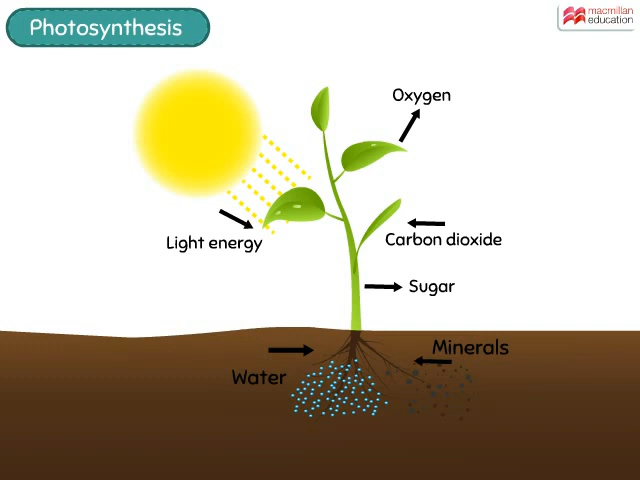 Photosynthesis
macmillan
education
Oxygen
Light energy
Carbon dioxide
Sugar
Minerals
Water